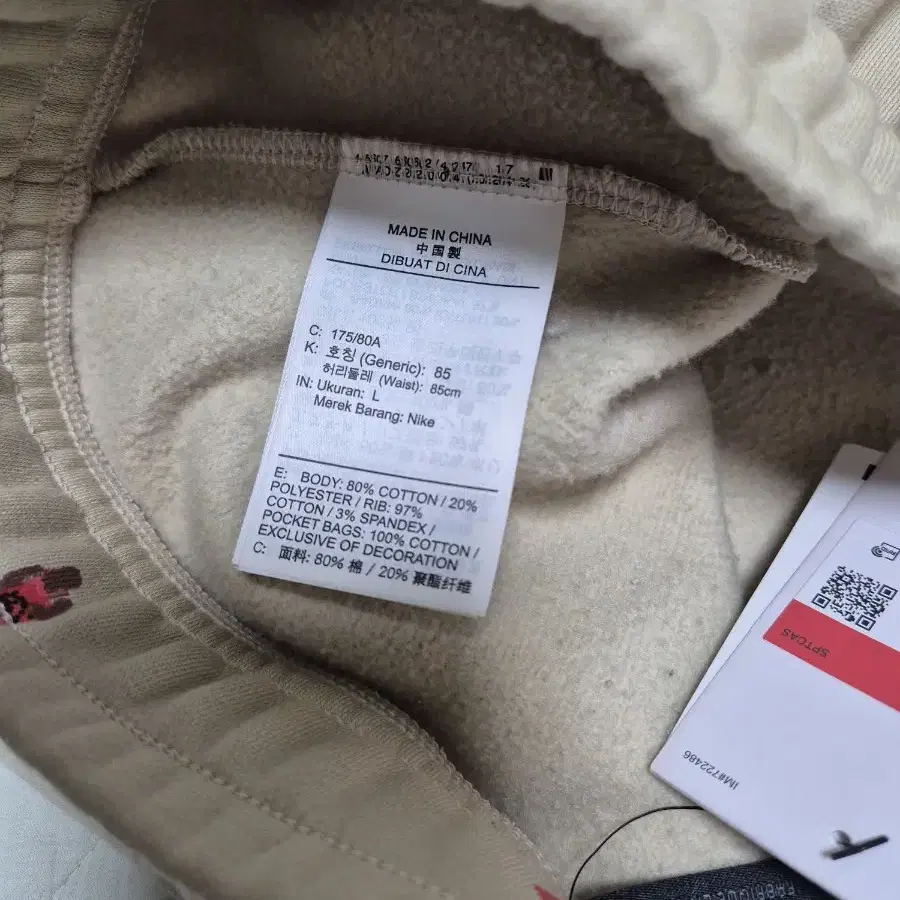 MADE IN CHINA
中国製
DIBUAT DI CINA
C: 175/80A
K: 호칭 (Generic): 85
허리둘레 (Waist): 85cm
IN: Ukuran: L
Merek Barang: Nike
E: BODY: 80% COTTON / 20%
POLYESTER / RIB: 97%
COTTON / 3% SPANDEX /
POCKET BAGS: 100% COTTON /
EXCLUSIVE OF DECORATION
C: 面料: 80% 棉 / 20% 聚酯纤维
SPTCAS
IM#722486